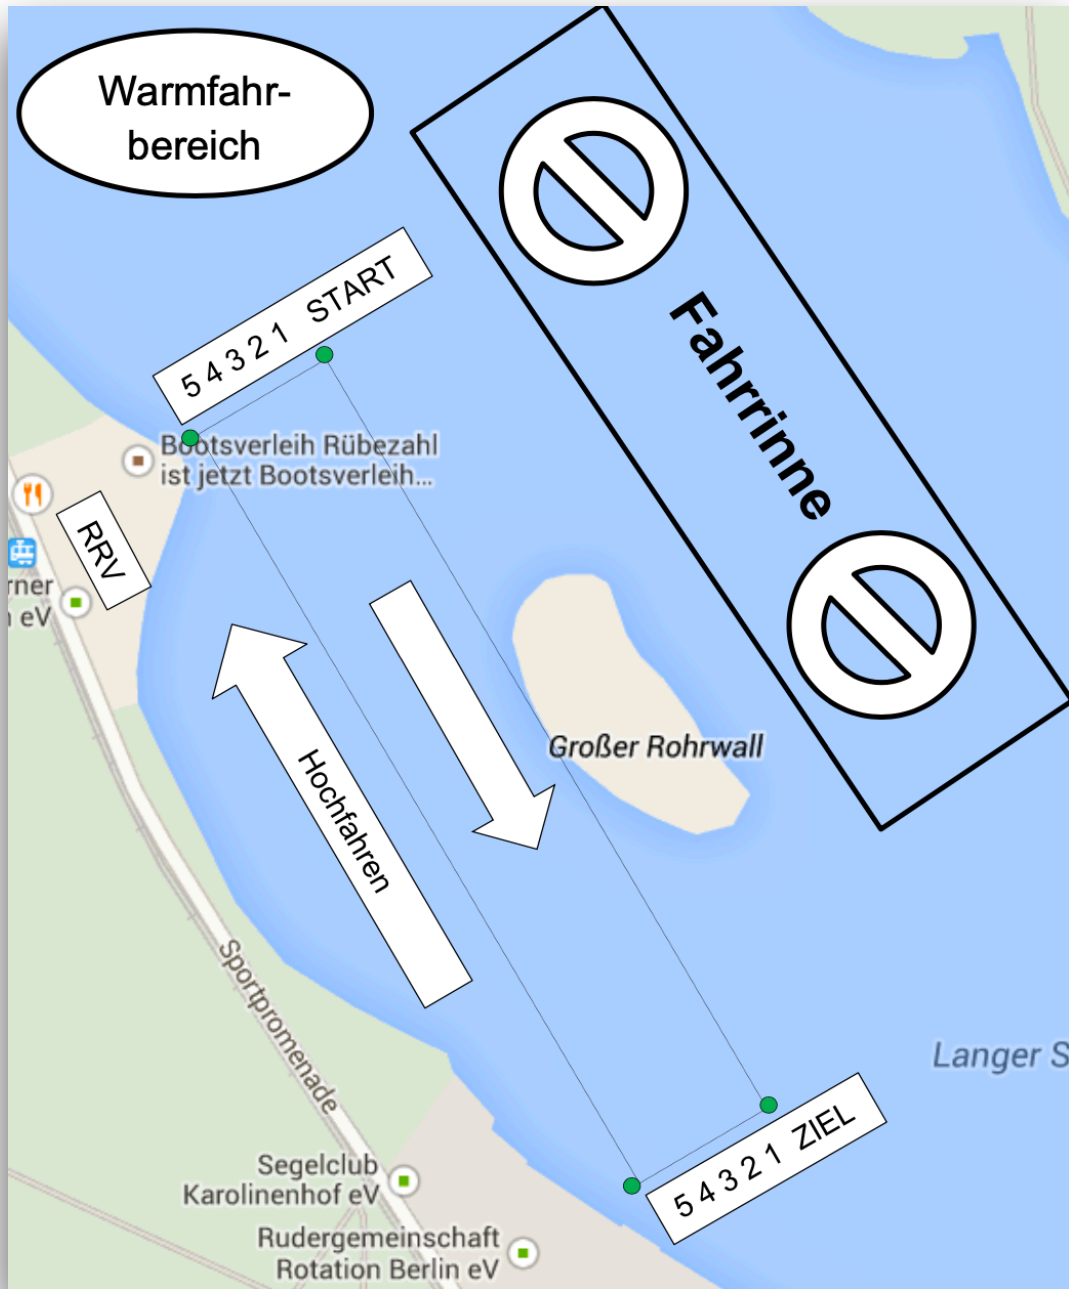 Warmfahr-
bereich
5 4 3 2 1 START
Fahrrinne
Bootsverleih Rübezahl
ist jetzt Bootsverleih...
RRV
rner
eV
Großer Rohrwall
Hochfahren
Sportpromenade
Langer S
5 4 3 2 1 ZIEL
Segelclub
Karolinenhof eV
Rudergemeinschaft
Rotation Berlin eV